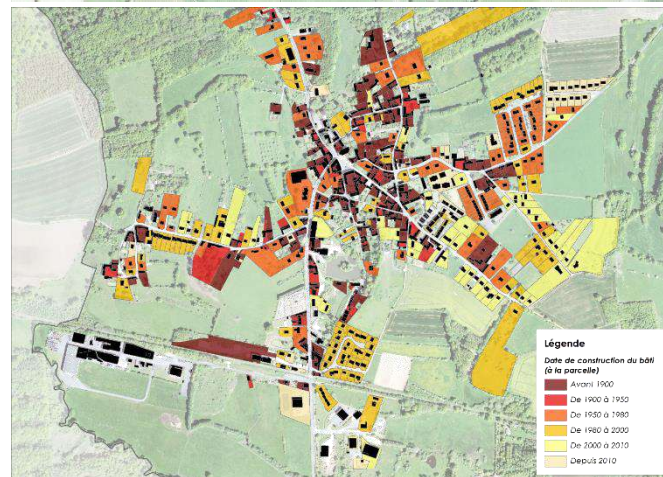 Légende
Date de construction du bâti
(à la parcelle)
Avant 1900
De 1900 à 1950
De 1950 à 1980
De 1980 à 2000
De 2000 à 2010
Depuis 2010